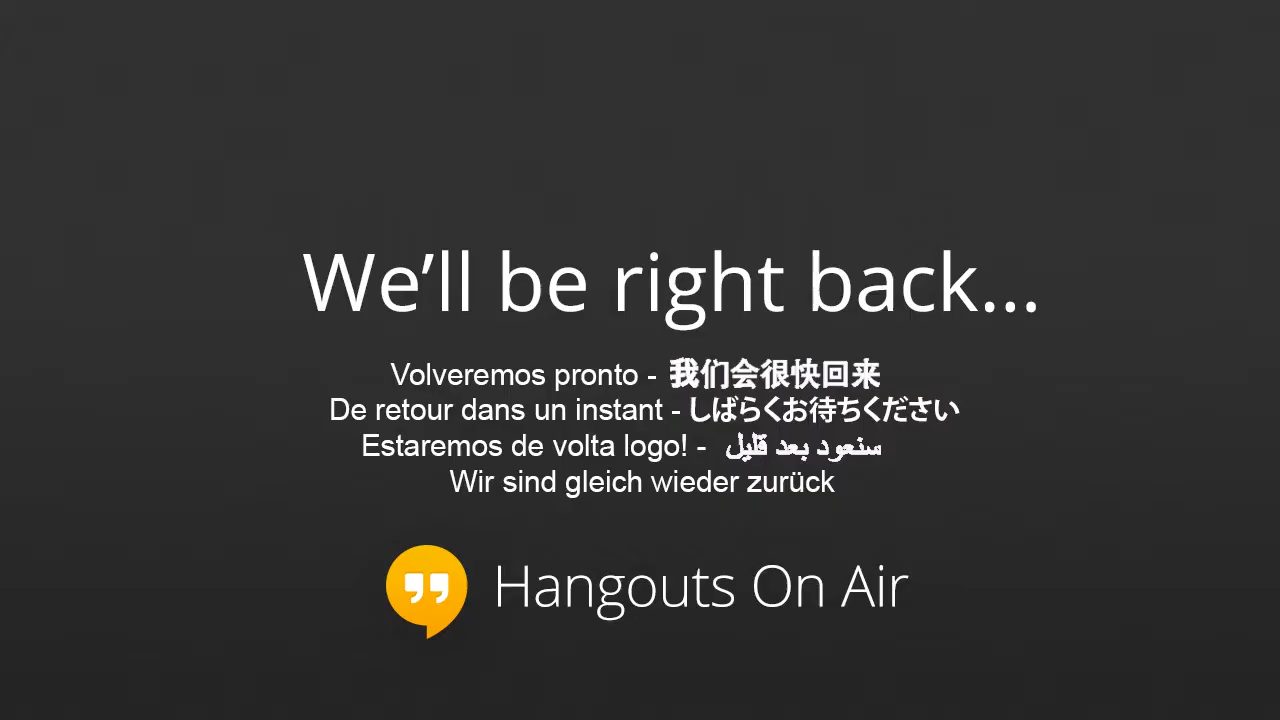 We’ll be right back...
Volveremos pronto - 我们会很快回来
De retour dans un instant - しばらくお待ちください
Estaremos de volta logo! - سنعود بعد قليل
Wir sind gleich wieder zurück
Hangouts On Air